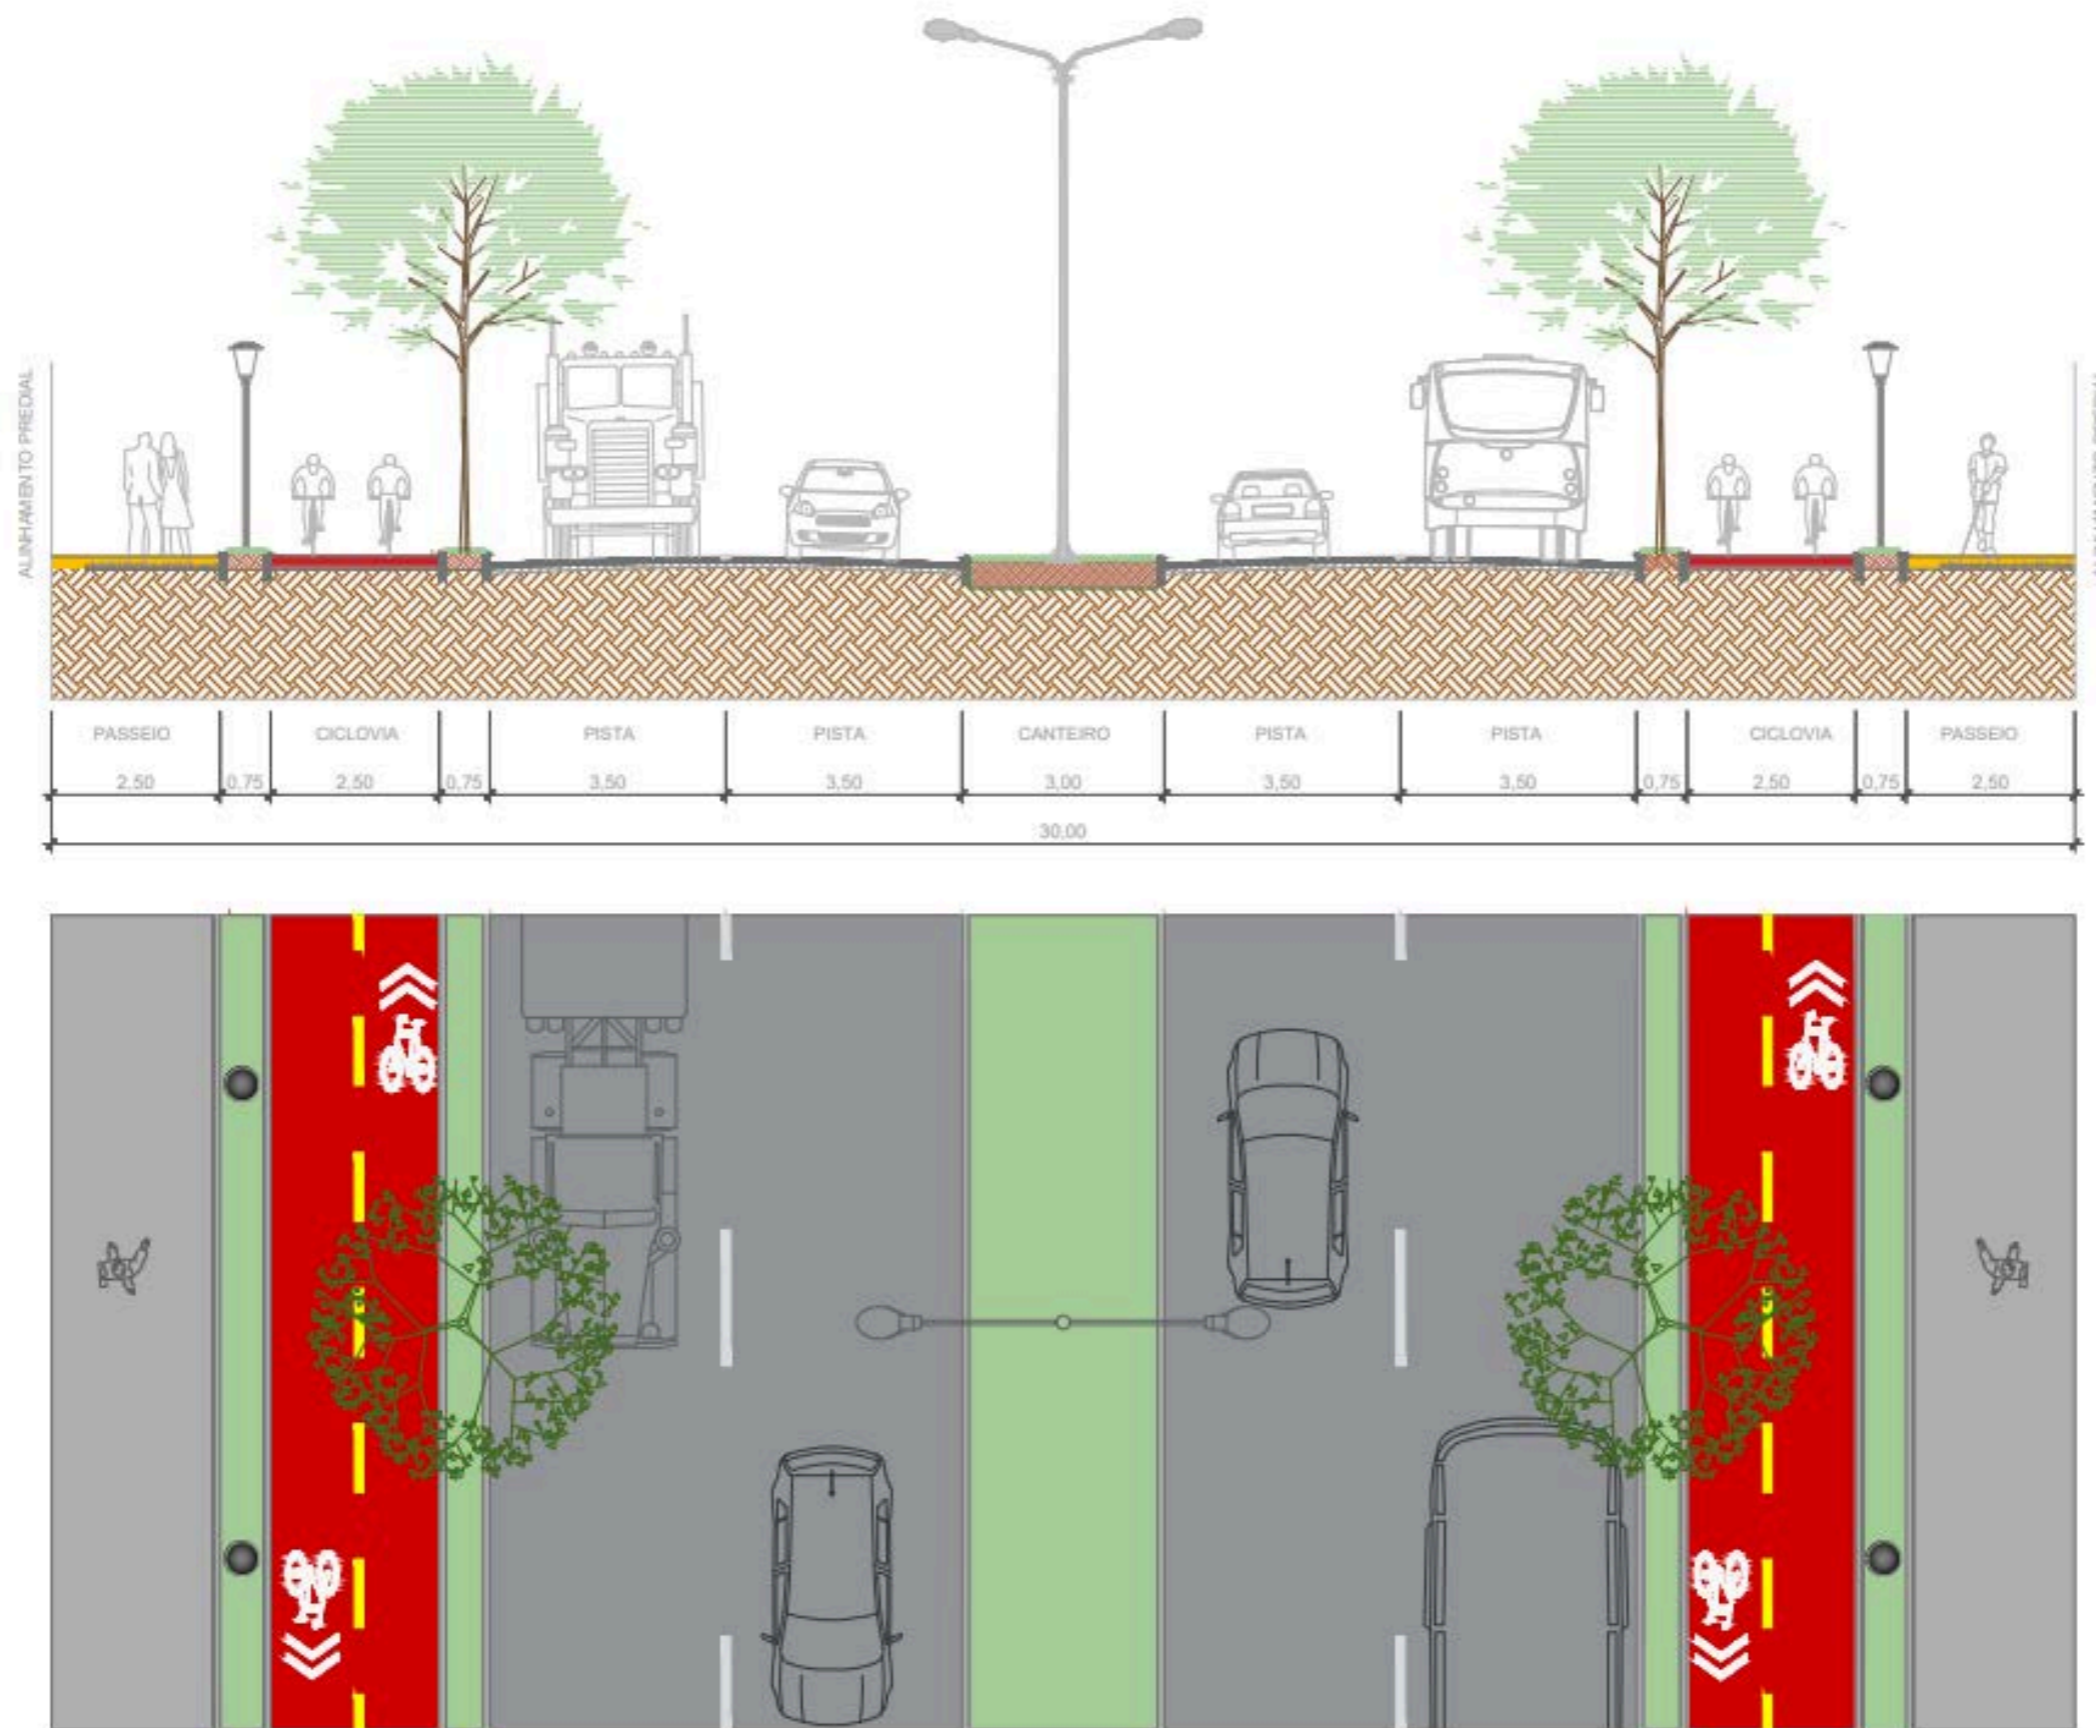 ALINHAMENTO PREDIAL
PASSEIO CICLOVIA PISTA PISTA CANTEIRO PISTA PISTA CICLOVIA PASSEIO
2,50 0,75 2,50 0,75 3,50 3,50 3,00 3,50 3,50 0,75 2,50 0,75 2,50
30,00